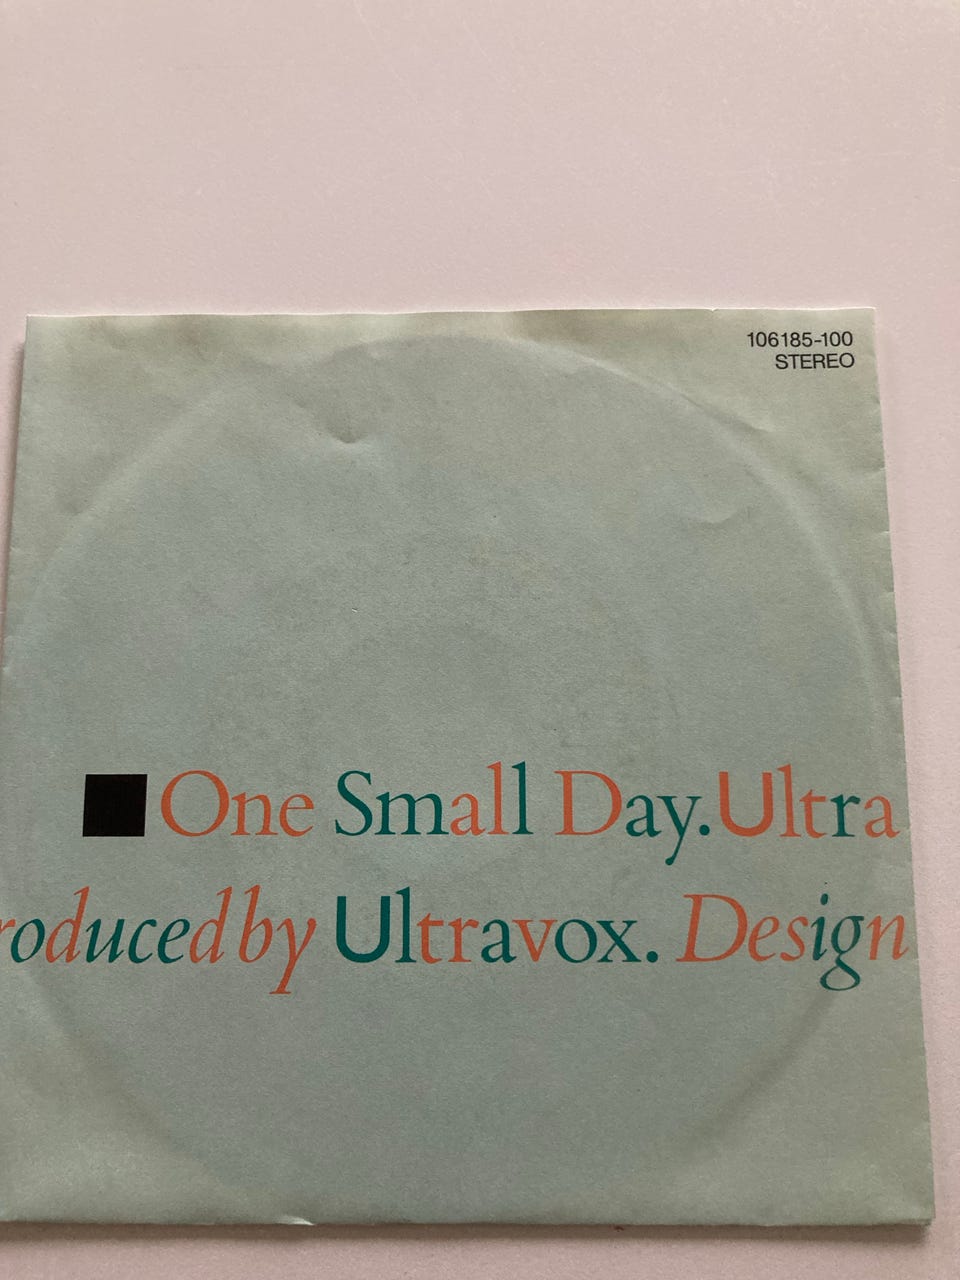 106185-100
STEREO
One Small Day. Ultra
roduced by Ultravox. Design